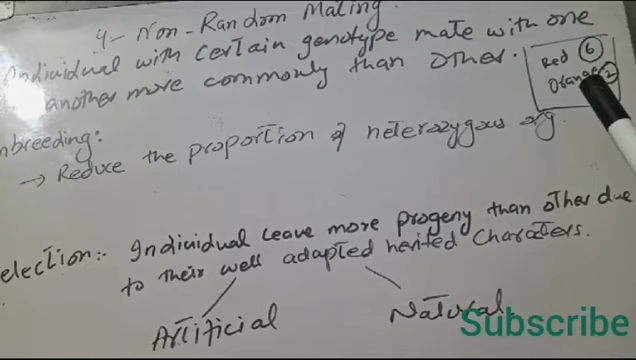 4- Non-Random Mating.
Individual with certain genotype mate with one
another more commonly than other.
Red 6
Orange 2
nbreeding:
→ Reduce the proportion of heterozygous org.
election:- Individual leave more progeny than other due
to their well adapted herited Charaters.
Artificial
Natural.
Subscribe